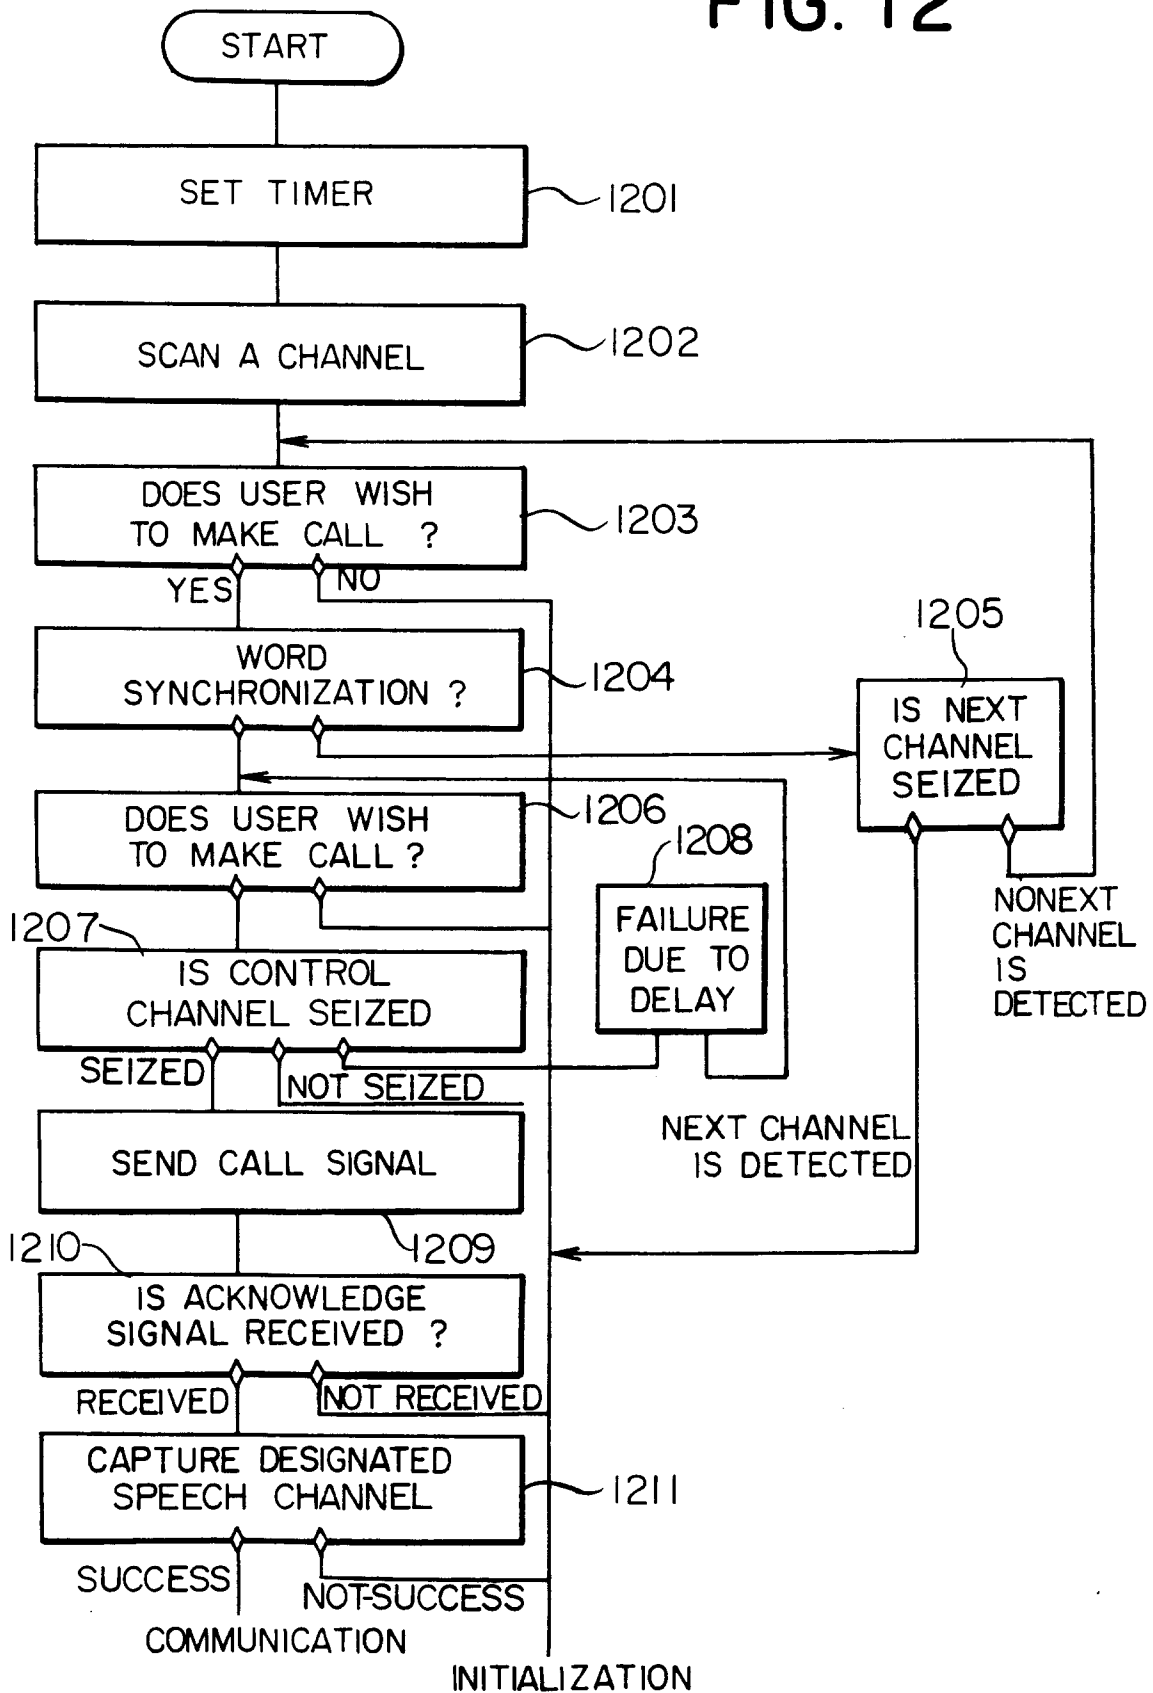 FIG. 12
START
SET TIMER
1201
SCAN A CHANNEL
1202
DOES USER WISH
TO MAKE CALL ?
1203
YES
NO
WORD
SYNCHRONIZATION ?
1204
1205
IS NEXT
CHANNEL
SEIZED
DOES USER WISH
TO MAKE CALL ?
1206
1208
FAILURE
DUE TO
DELAY
NONEXT
CHANNEL
IS
DETECTED
1207
IS CONTROL
CHANNEL SEIZED
SEIZED
NOT SEIZED
NEXT CHANNEL
IS DETECTED
SEND CALL SIGNAL
1209
1210
IS ACKNOWLEDGE
SIGNAL RECEIVED ?
RECEIVED
NOT RECEIVED
CAPTURE DESIGNATED
SPEECH CHANNEL
1211
SUCCESS
NOT-SUCCESS
COMMUNICATION
INITIALIZATION